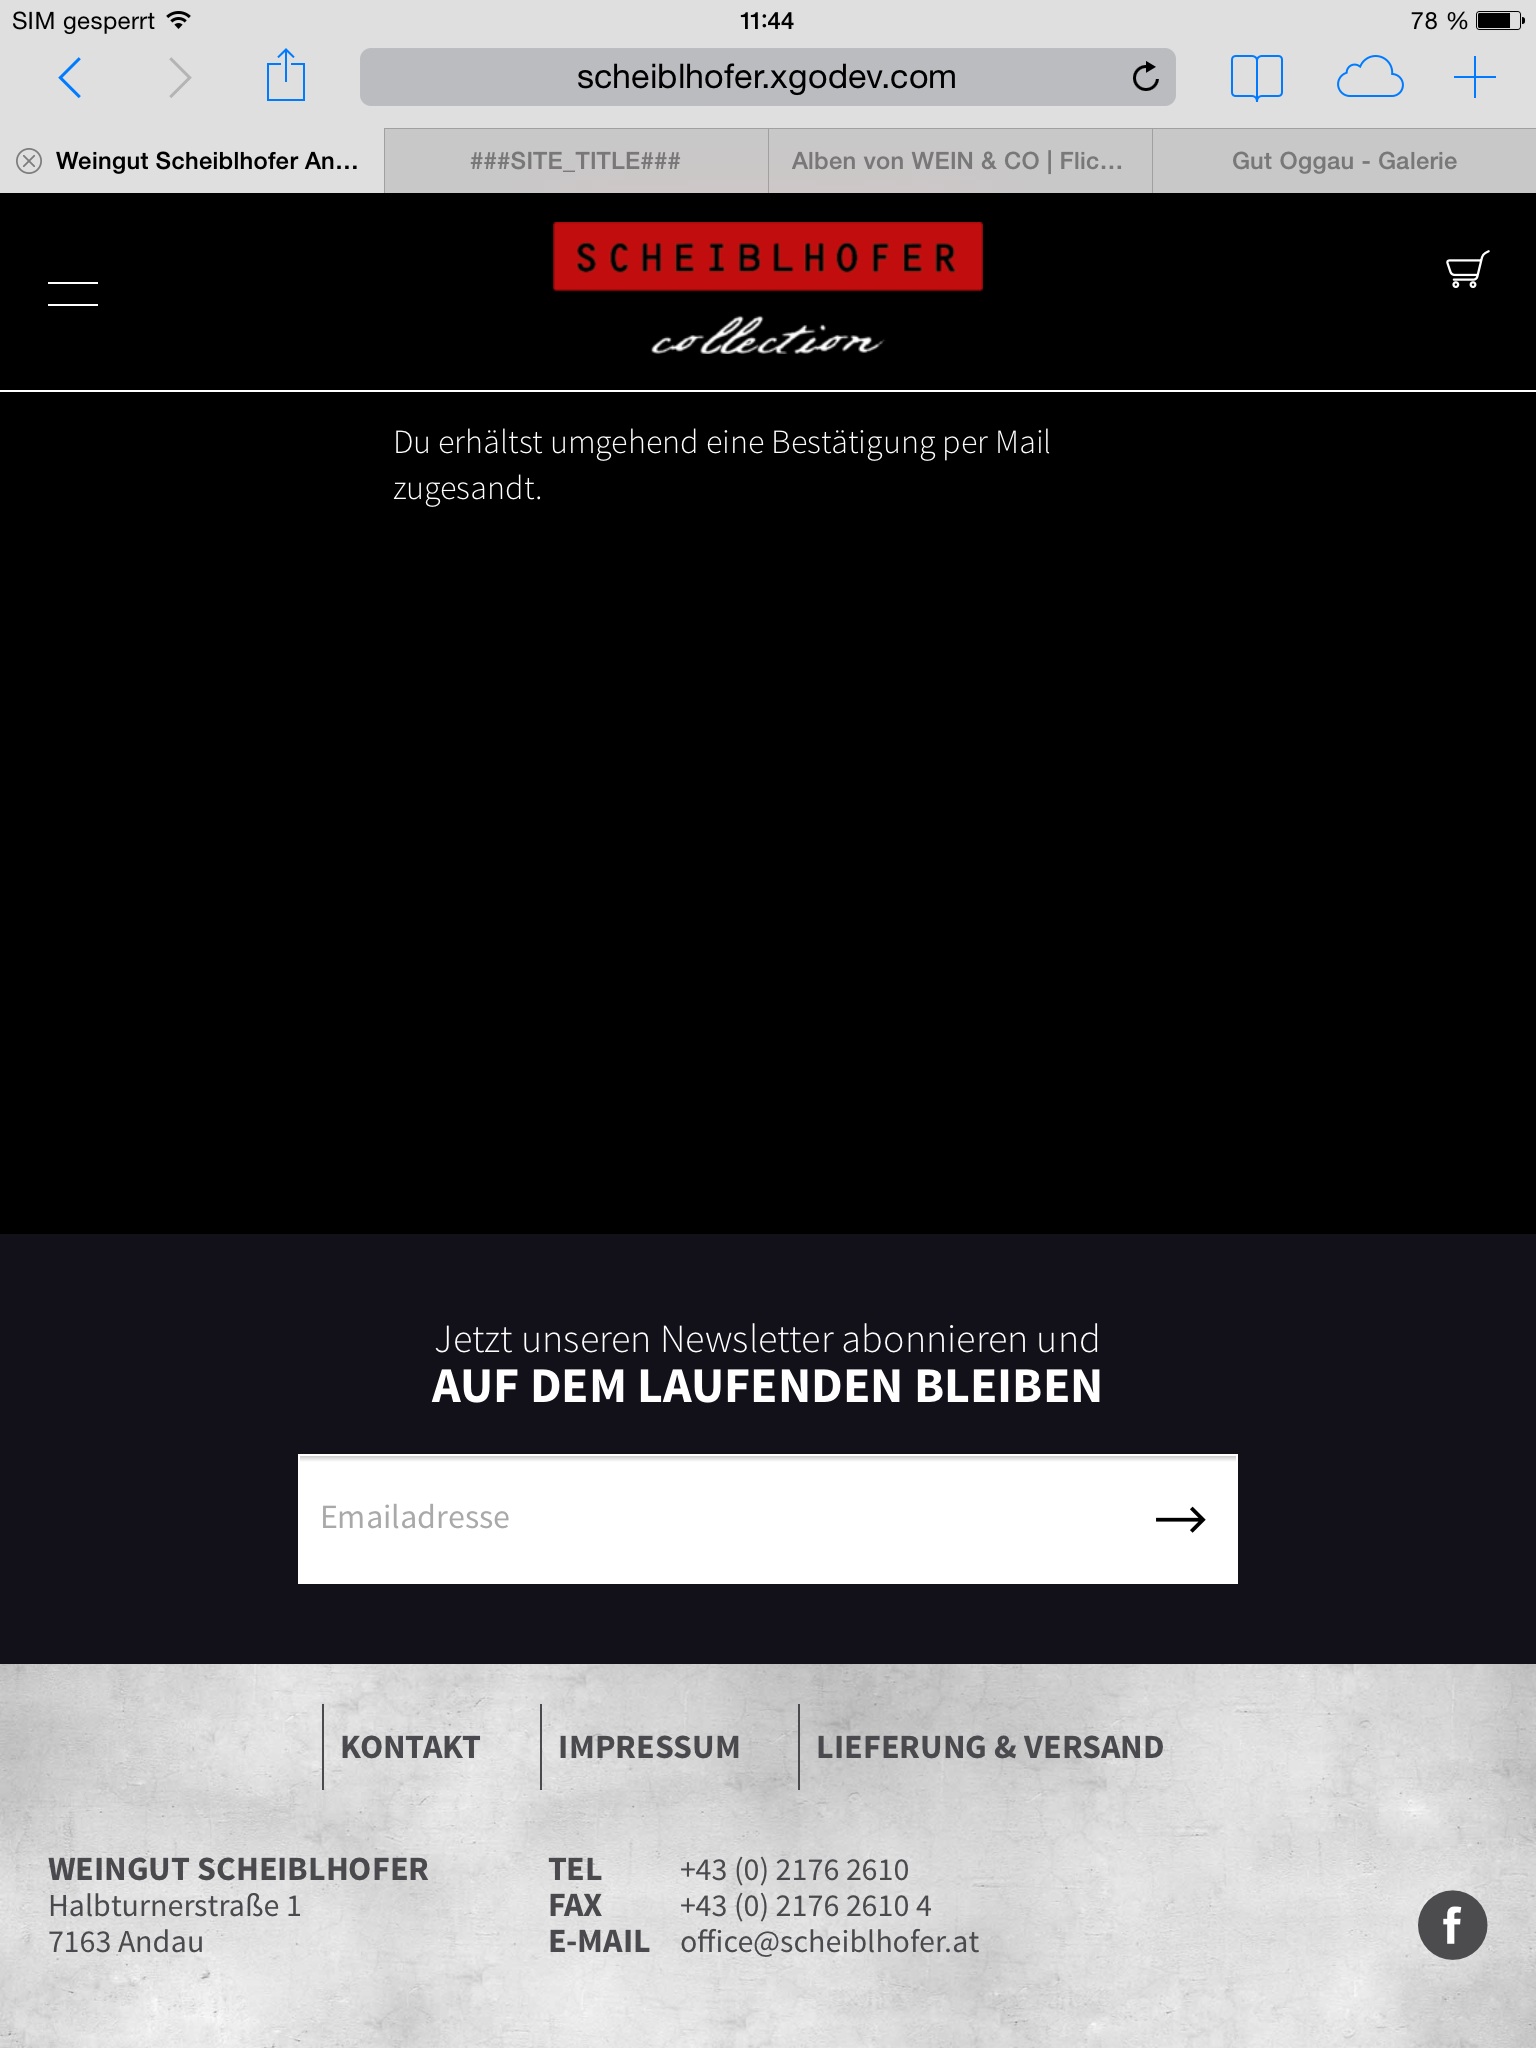 SIM gesperrt
11:44
78 %
scheiblhofer.xgodev.com
Weingut Scheiblhofer An...
###SITE_TITLE###
Alben von WEIN & CO | Flic...
Gut Oggau - Galerie
SCHEIBLHOFER
collection
Du erhältst umgehend eine Bestätigung per Mail
zugesandt.
Jetzt unseren Newsletter abonnieren und
AUF DEM LAUFENDEN BLEIBEN
Emailadresse
KONTAKT
IMPRESSUM
LIEFERUNG & VERSAND
WEINGUT SCHEIBLHOFER
Halbturnerstraße 1
7163 Andau
TEL +43 (0) 2176 2610
FAX +43 (0) 2176 2610 4
E-MAIL office@scheiblhofer.at
f